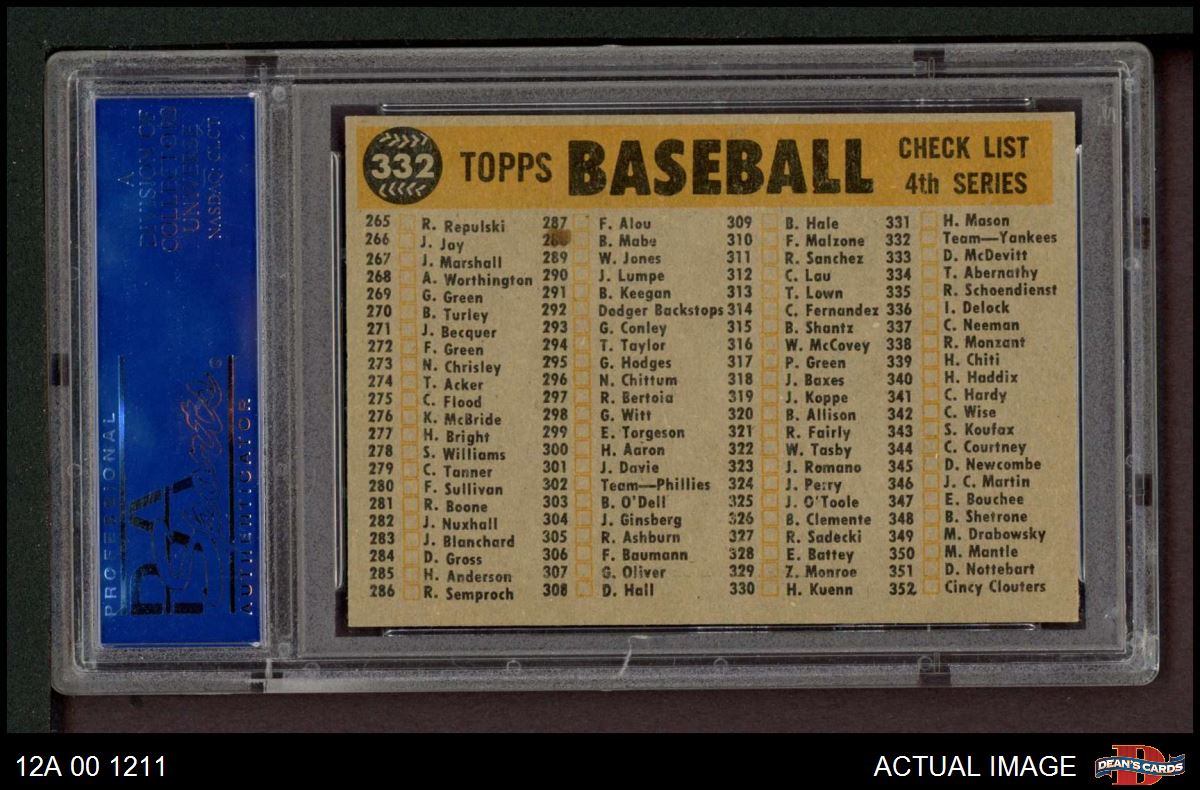 A
DIVISION OF
COLLECTORS
UNIVERSE
NASDAQ: CLCT
PROFESSIONAL
PSA
AUTHENTICATOR
332
TOPPS BASEBALL
CHECK LIST
4th SERIES
265 R. Repulski
266 J. Jay
267 J. Marshall
268 A. Worthington
269 G. Green
270 B. Turley
271 J. Becquer
272 F. Green
273 N. Chrisley
274 T. Acker
275 C. Flood
276 K. McBride
277 H. Bright
278 S. Williams
279 C. Tanner
280 F. Sullivan
281 R. Boone
282 J. Nuxhall
283 J. Blanchard
284 D. Gross
285 H. Anderson
286 R. Semproch
287 F. Alou
288 B. Mabe
289 W. Jones
290 J. Lumpe
291 B. Keegan
292 Dodger Backstops
293 G. Conley
294 T. Taylor
295 G. Hodges
296 N. Chittum
297 R. Bertoia
298 G. Witt
299 E. Torgeson
300 H. Aaron
301 J. Davie
302 Team—Phillies
303 B. O'Dell
304 J. Ginsberg
305 R. Ashburn
306 F. Baumann
307 G. Oliver
308 D. Hall
309 B. Hale
310 F. Malzone
311 R. Sanchez
312 C. Lau
313 T. Lown
314 C. Fernandez
315 B. Shantz
316 W. McCovey
317 P. Green
318 J. Baxes
319 J. Koppe
320 B. Allison
321 R. Fairly
322 W. Tasby
323 J. Romano
324 J. Perry
325 J. O'Toole
326 B. Clemente
327 R. Sadecki
328 E. Battey
329 Z. Monroe
330 H. Kuenn
331 H. Mason
332 Team—Yankees
333 D. McDevitt
334 T. Abernathy
335 R. Schoendienst
336 I. Delock
337 C. Neeman
338 R. Monzant
339 H. Chiti
340 H. Haddix
341 C. Hardy
342 C. Wise
343 S. Koufax
344 C. Courtney
345 D. Newcombe
346 J. C. Martin
347 E. Bouchee
348 B. Shetrone
349 M. Drabowsky
350 M. Mantle
351 D. Nottebart
352 Cincy Clouters
12A 00 1211
ACTUAL IMAGE
DEAN'S CARDS